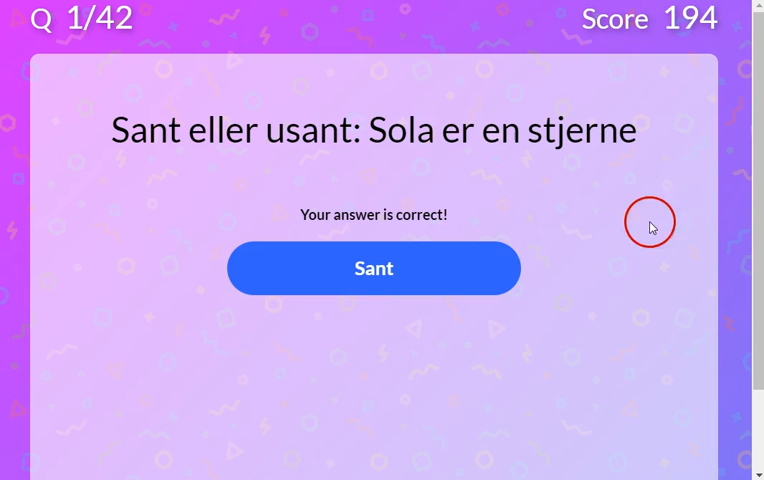 Q 1/42 Score 194
Sant eller usant: Sola er en stjerne
Your answer is correct!
Sant